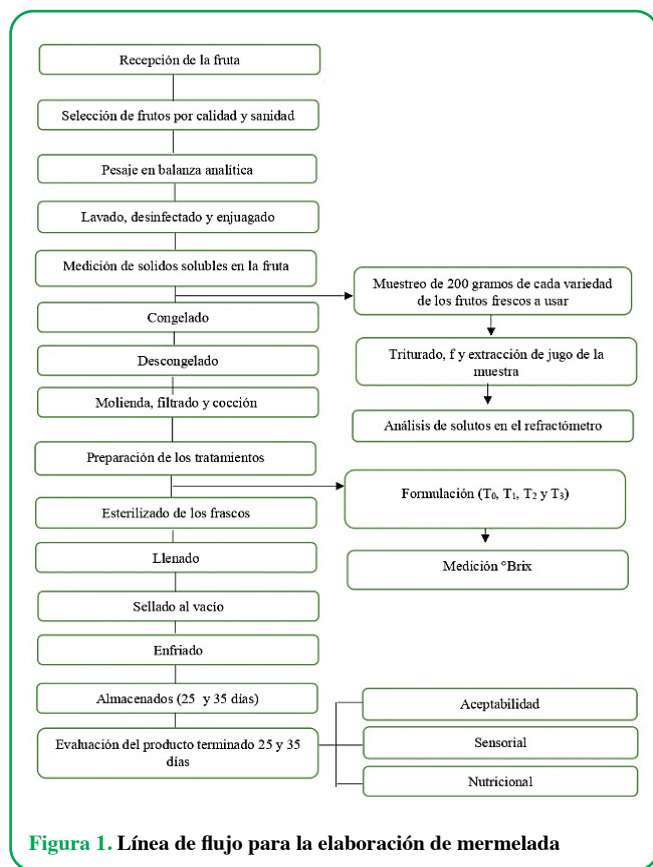 Recepción de la fruta
Selección de frutos por calidad y sanidad
Pesaje en balanza analítica
Lavado, desinfectado y enjuagado
Medición de solidos solubles en la fruta
Muestreo de 200 gramos de cada variedad
de los frutos frescos a usar
Congelado
Triturado, f y extracción de jugo de la
muestra
Descongelado
Molienda, filtrado y cocción
Análisis de solutos en el refractómetro
Preparación de los tratamientos
Formulación (T₀, T₁, T₂ y T₃)
Esterilizado de los frascos
Medición °Brix
Llenado
Sellado al vacío
Enfriado
Almacenados (25 y 35 días)
Aceptabilidad
Evaluación del producto terminado 25 y 35
días
Sensorial
Nutricional
Figura 1. Línea de flujo para la elaboración de mermelada